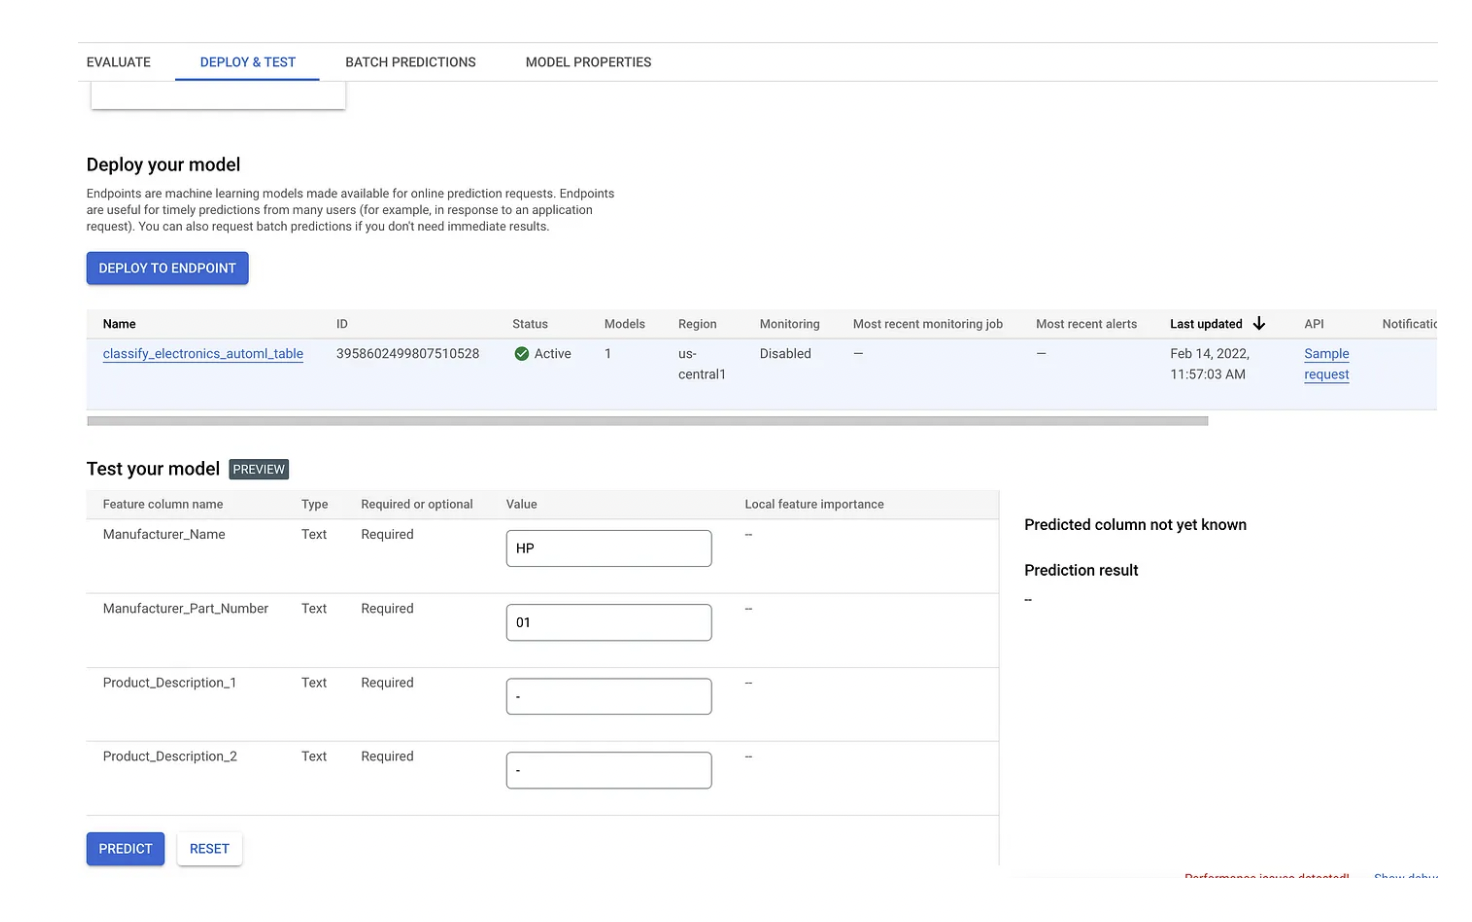 EVALUATE DEPLOY & TEST BATCH PREDICTIONS MODEL PROPERTIES
Deploy your model
Endpoints are machine learning models made available for online prediction requests. Endpoints
are useful for timely predictions from many users (for example, in response to an application
request). You can also request batch predictions if you don't need immediate results.
DEPLOY TO ENDPOINT
Name ID Status Models Region Monitoring Most recent monitoring job Most recent alerts Last updated API
classify_electronics_automl_table 3958602499807510528 Active 1 us- Disabled — — Feb 14, 2022, Sample
central1 11:57:03 AM request
Test your model PREVIEW
Feature column name Type Required or optional Value Local feature importance
Predicted column not yet known
Manufacturer_Name Text Required HP --
Prediction result
--
Manufacturer_Part_Number Text Required 01 --
Product_Description_1 Text Required - --
Product_Description_2 Text Required - --
PREDICT RESET